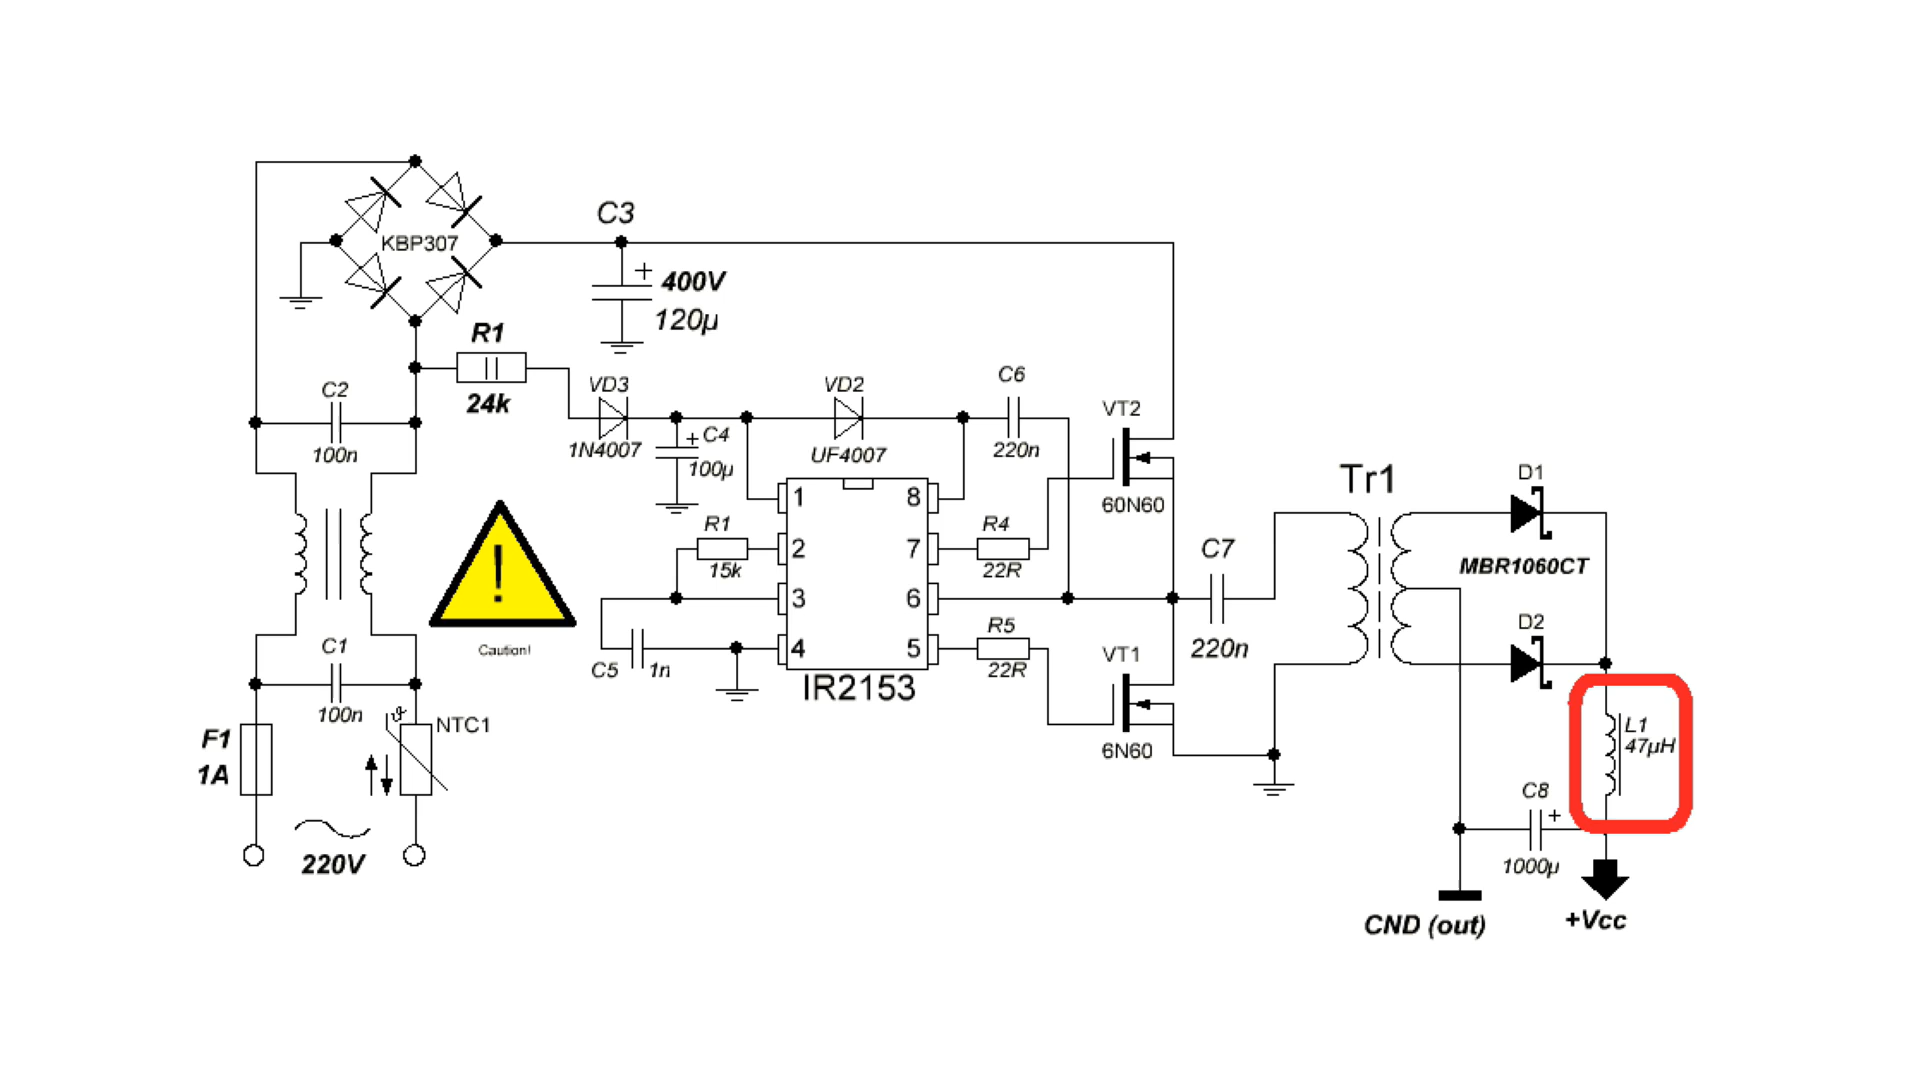 C3
KBP307
+ 400V
120µ
R1
24k
C2
100n
VD3
1N4007
+ C4
100µ
VD2
UF4007
C6
220n
VT2
60N60
1
2
3
4
8
7
6
5
IR2153
R1
15k
C5
1n
R4
22R
R5
22R
VT1
6N60
C7
220n
Tr1
D1
MBR1060CT
D2
L1
47µH
C8
+
1000µ
CND (out)
+Vcc
!
Caution!
C1
100n
F1
1A
NTC1
220V